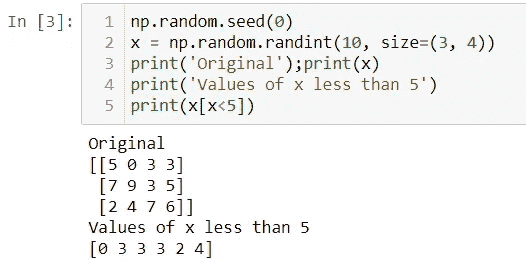 In [3]:
1 np.random.seed(0)
2 x = np.random.randint(10, size=(3, 4))
3 print('Original');print(x)
4 print('Values of x less than 5')
5 print(x[x<5])
Original
[[5 0 3 3]
 [7 9 3 5]
 [2 4 7 6]]
Values of x less than 5
[0 3 3 3 2 4]